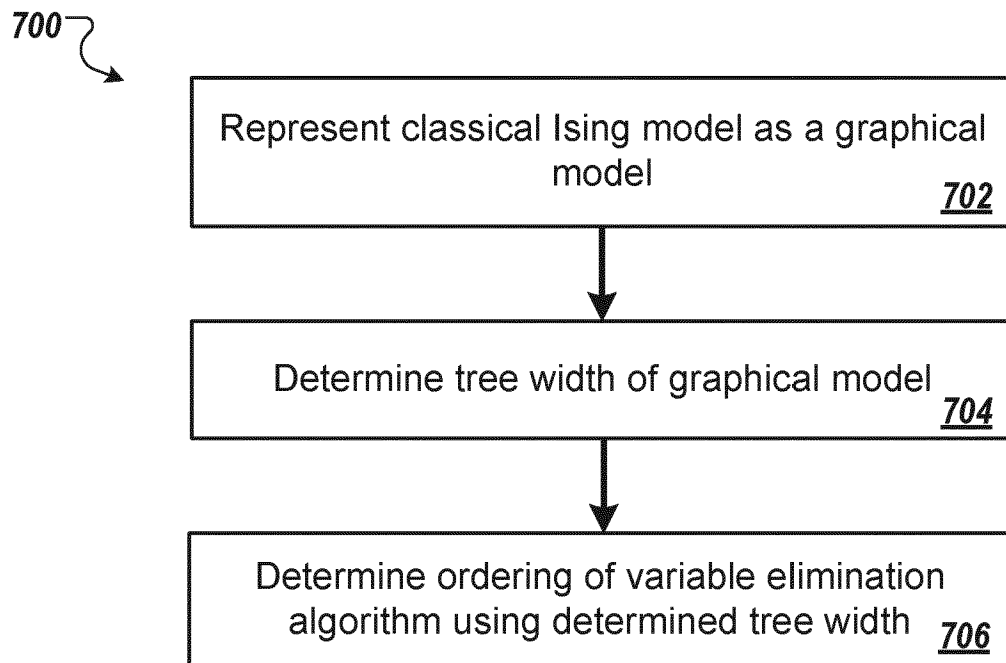 700
Represent classical Ising model as a graphical
model
702
Determine tree width of graphical model
704
Determine ordering of variable elimination
algorithm using determined tree width
706